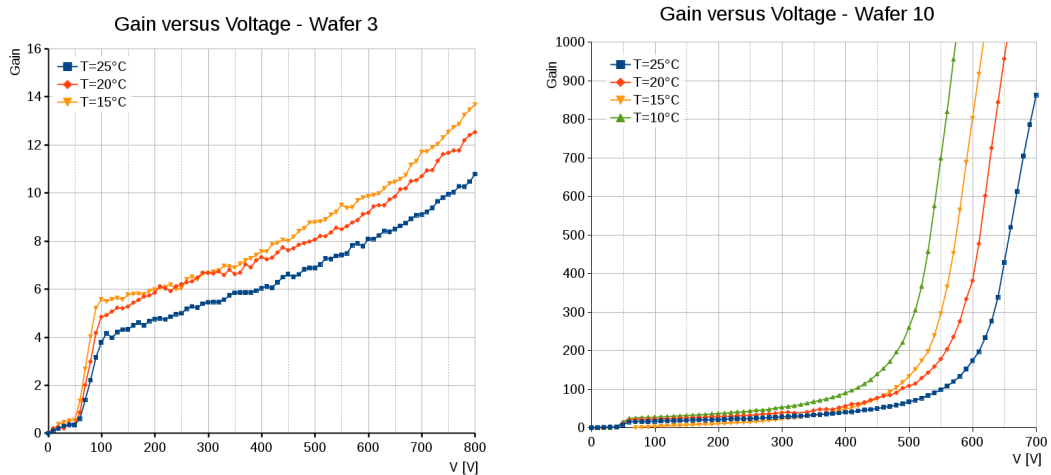 Gain versus Voltage - Wafer 3
Gain
T=25°C
T=20°C
T=15°C
16
14
12
10
8
6
4
2
0
0 100 200 300 400 500 600 700 800
V [V]
Gain versus Voltage - Wafer 10
Gain
T=25°C
T=20°C
T=15°C
T=10°C
1000
900
800
700
600
500
400
300
200
100
0
0 100 200 300 400 500 600 700
V [V]